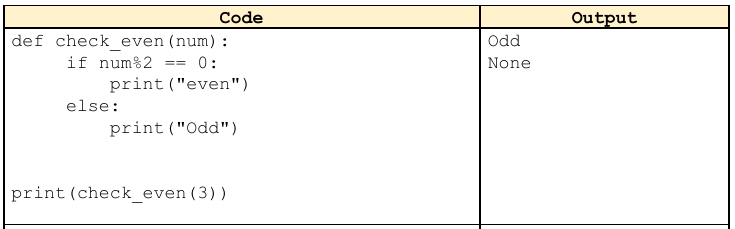 Code
Output
def check_even(num):
if num%2 == 0:
print("even")
else:
print("Odd")
print(check_even(3))
Odd
None